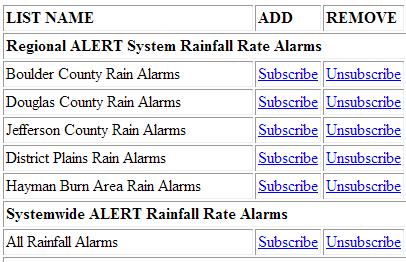 LIST NAME ADD REMOVE
Regional ALERT System Rainfall Rate Alarms
Boulder County Rain Alarms Subscribe Unsubscribe
Douglas County Rain Alarms Subscribe Unsubscribe
Jefferson County Rain Alarms Subscribe Unsubscribe
District Plains Rain Alarms Subscribe Unsubscribe
Hayman Burn Area Rain Alarms Subscribe Unsubscribe
Systemwide ALERT Rainfall Rate Alarms
All Rainfall Alarms Subscribe Unsubscribe